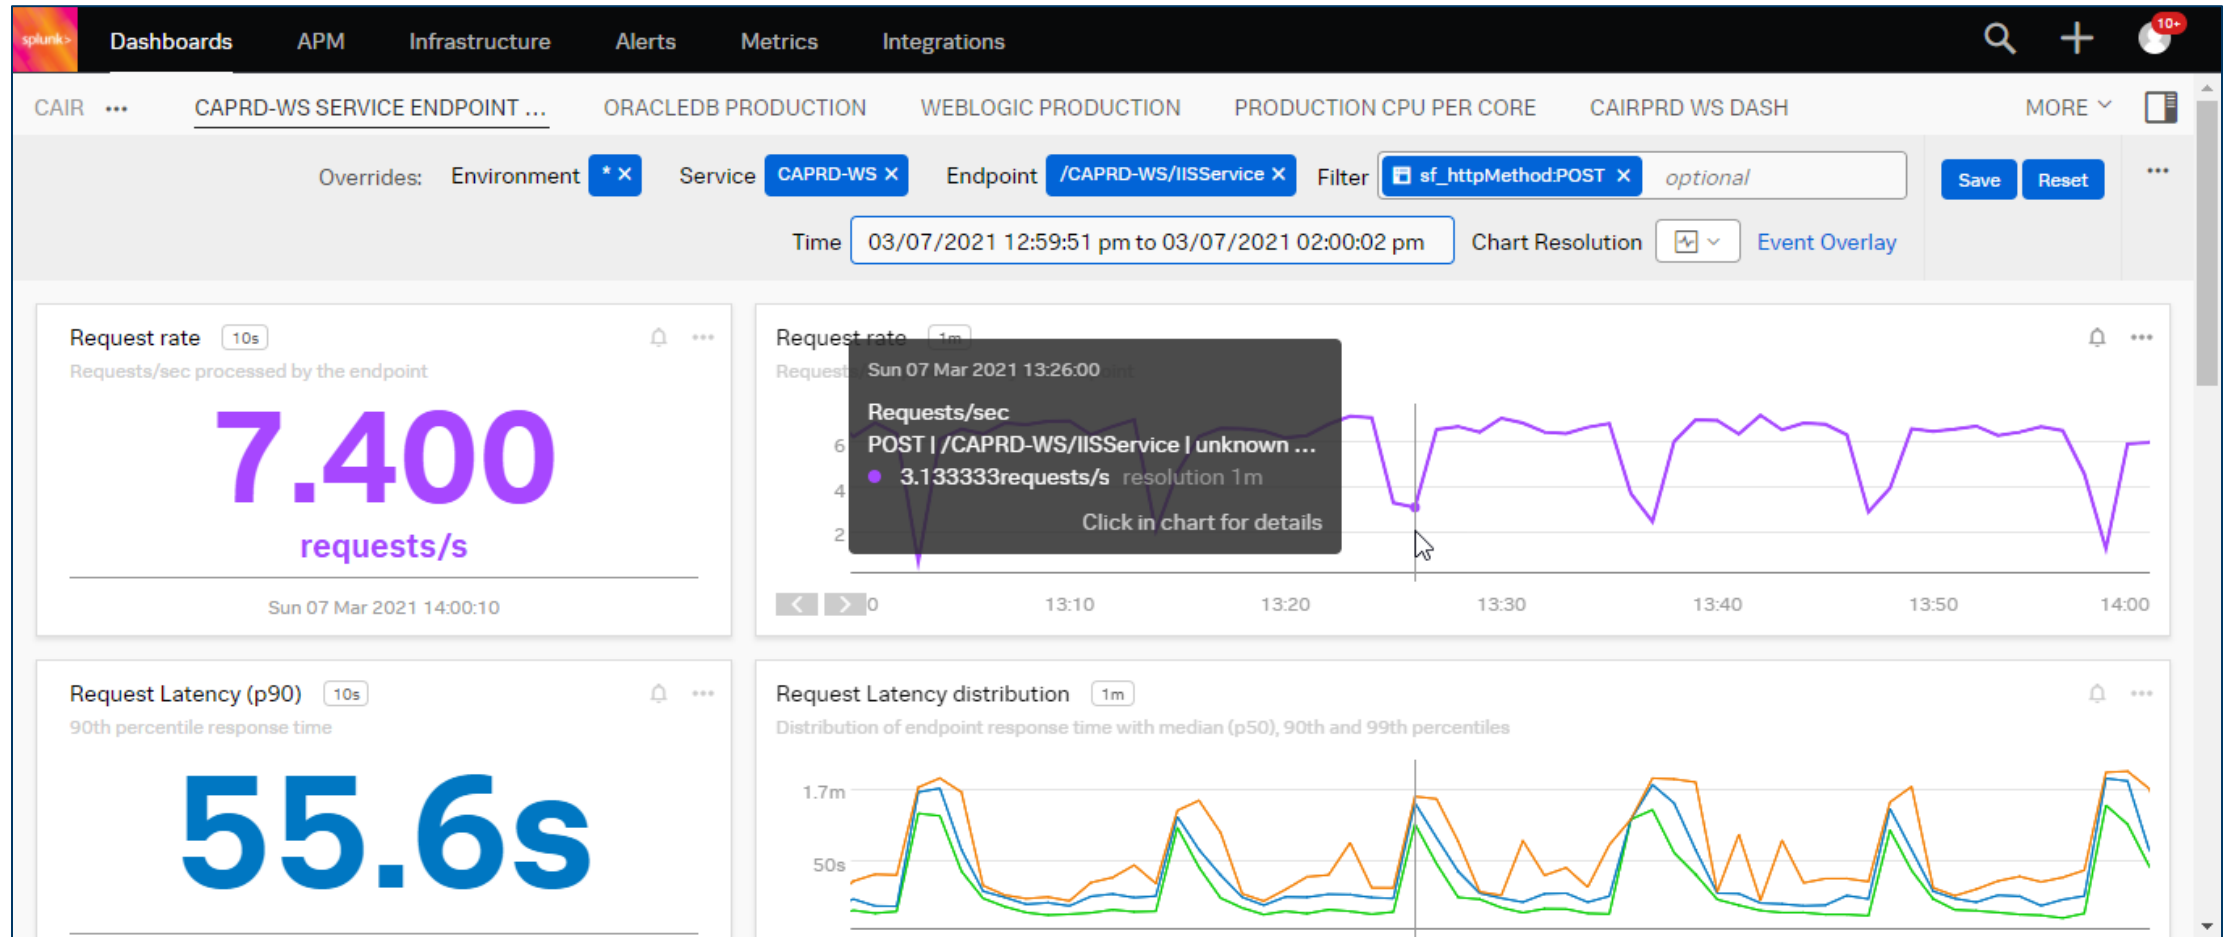 splunk>
Dashboards APM Infrastructure Alerts Metrics Integrations 10+
CAIR ••• CAPRD-WS SERVICE ENDPOINT ... ORACLEDB PRODUCTION WEBLOGIC PRODUCTION PRODUCTION CPU PER CORE CAIRPRD WS DASH MORE
Overrides: Environment * × Service CAPRD-WS × Endpoint /CAPRD-WS/IISService × Filter sf_httpMethod:POST × optional Save Reset •••
Time 03/07/2021 12:59:51 pm to 03/07/2021 02:00:02 pm Chart Resolution Event Overlay
Request rate 10s
Requests/sec processed by the endpoint
7.400
requests/s
Sun 07 Mar 2021 14:00:10
Request rate 1m
Sun 07 Mar 2021 13:26:00
Requests/sec
POST | /CAPRD-WS/IISService | unknown ...
3.133333requests/s resolution 1m
Click in chart for details
6
4
2
0 13:10 13:20 13:30 13:40 13:50 14:00
Request Latency (p90) 10s
90th percentile response time
55.6s
Request Latency distribution 1m
Distribution of endpoint response time with median (p50), 90th and 99th percentiles
1.7m
50s